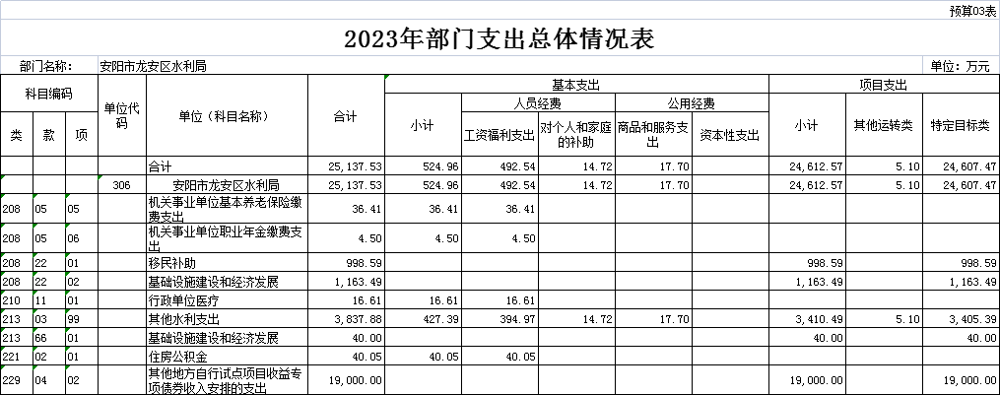 预算03表
2023年部门支出总体情况表
部门名称： 安阳市龙安区水利局 单位：万元
科目编码 单位代码 单位（科目名称） 合计 基本支出 项目支出
小计 人员经费 公用经费 小计 其他运转类 特定目标类
类 款 项 工资福利支出 对个人和家庭的补助 商品和服务支出 资本性支出
合计 25,137.53 524.96 492.54 14.72 17.70 24,612.57 5.10 24,607.47
306 安阳市龙安区水利局 25,137.53 524.96 492.54 14.72 17.70 24,612.57 5.10 24,607.47
208 05 05 机关事业单位基本养老保险缴费支出 36.41 36.41 36.41
208 05 06 机关事业单位职业年金缴费支出 4.50 4.50 4.50
208 22 01 移民补助 998.59 998.59 998.59
208 22 02 基础设施建设和经济发展 1,163.49 1,163.49 1,163.49
210 11 01 行政单位医疗 16.61 16.61 16.61
213 03 99 其他水利支出 3,837.88 427.39 394.97 14.72 17.70 3,410.49 5.10 3,405.39
213 66 01 基础设施建设和经济发展 40.00 40.00 40.00
221 02 01 住房公积金 40.05 40.05 40.05
229 04 02 其他地方自行试点项目收益专项债券收入安排的支出 19,000.00 19,000.00 19,000.00